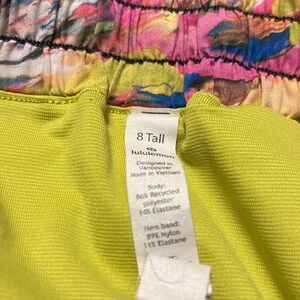 8 Tall
lululemon
Designed in
Vancouver
Made in Vietnam
Body:
86% Recycled
polyester
14% Elastane
Hem band:
89% Nylon
11% Elastane